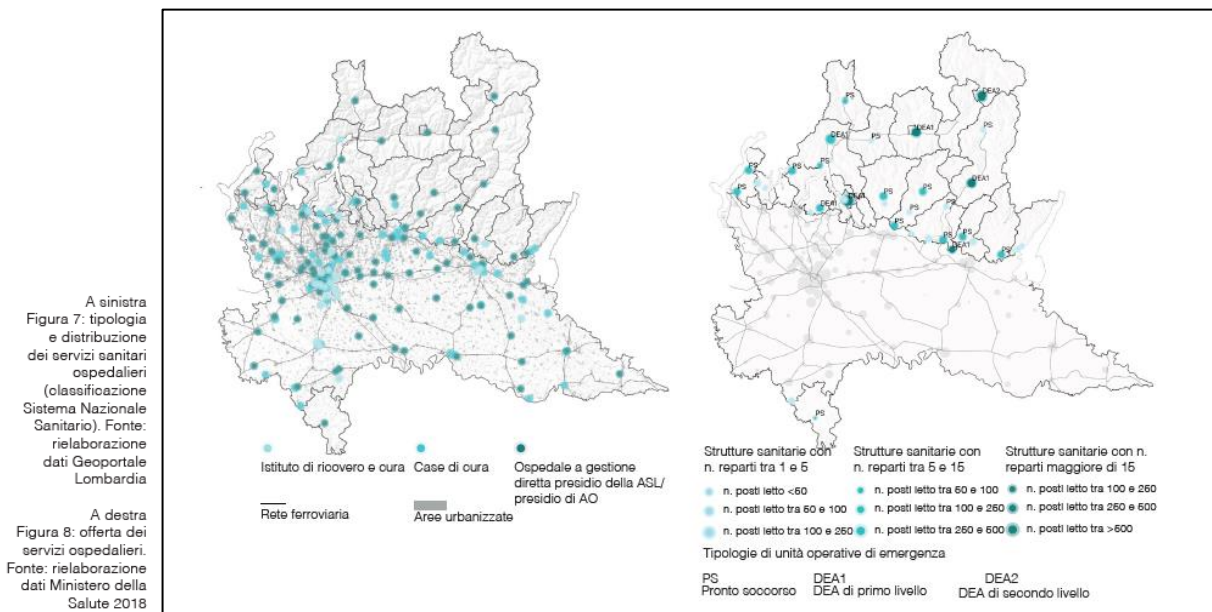 A sinistra
Figura 7: tipologia
e distribuzione
dei servizi sanitari
ospedalieri
(classificazione
Sistema Nazionale
Sanitario). Fonte:
rielaborazione
dati Geoportale
Lombardia
A destra
Figura 8: offerta dei
servizi ospedalieri.
Fonte: rielaborazione
dati Ministero della
Salute 2018
Istituto di ricovero e cura
Case di cura
Ospedale a gestione
diretta presidio della ASL/
presidio di AO
Rete ferroviaria
Aree urbanizzate
PS
DEA2
DEA1
DEA1
PS
PS
PS
PS
PS
PS
DEA1
PS
DEA1
PS
PS
PS
PS
DEA1
PS
PS
Strutture sanitarie con
n. reparti tra 1 e 5
n. posti letto <50
n. posti letto tra 50 e 100
n. posti letto tra 100 e 250
Strutture sanitarie con
n. reparti tra 5 e 15
n. posti letto tra 50 e 100
n. posti letto tra 100 e 250
n. posti letto tra 250 e 500
Strutture sanitarie con n.
reparti maggiore di 15
n. posti letto tra 100 e 250
n. posti letto tra 250 e 500
n. posti letto tra >500
Tipologie di unità operative di emergenza
PS
Pronto soccorso
DEA1
DEA di primo livello
DEA2
DEA di secondo livello